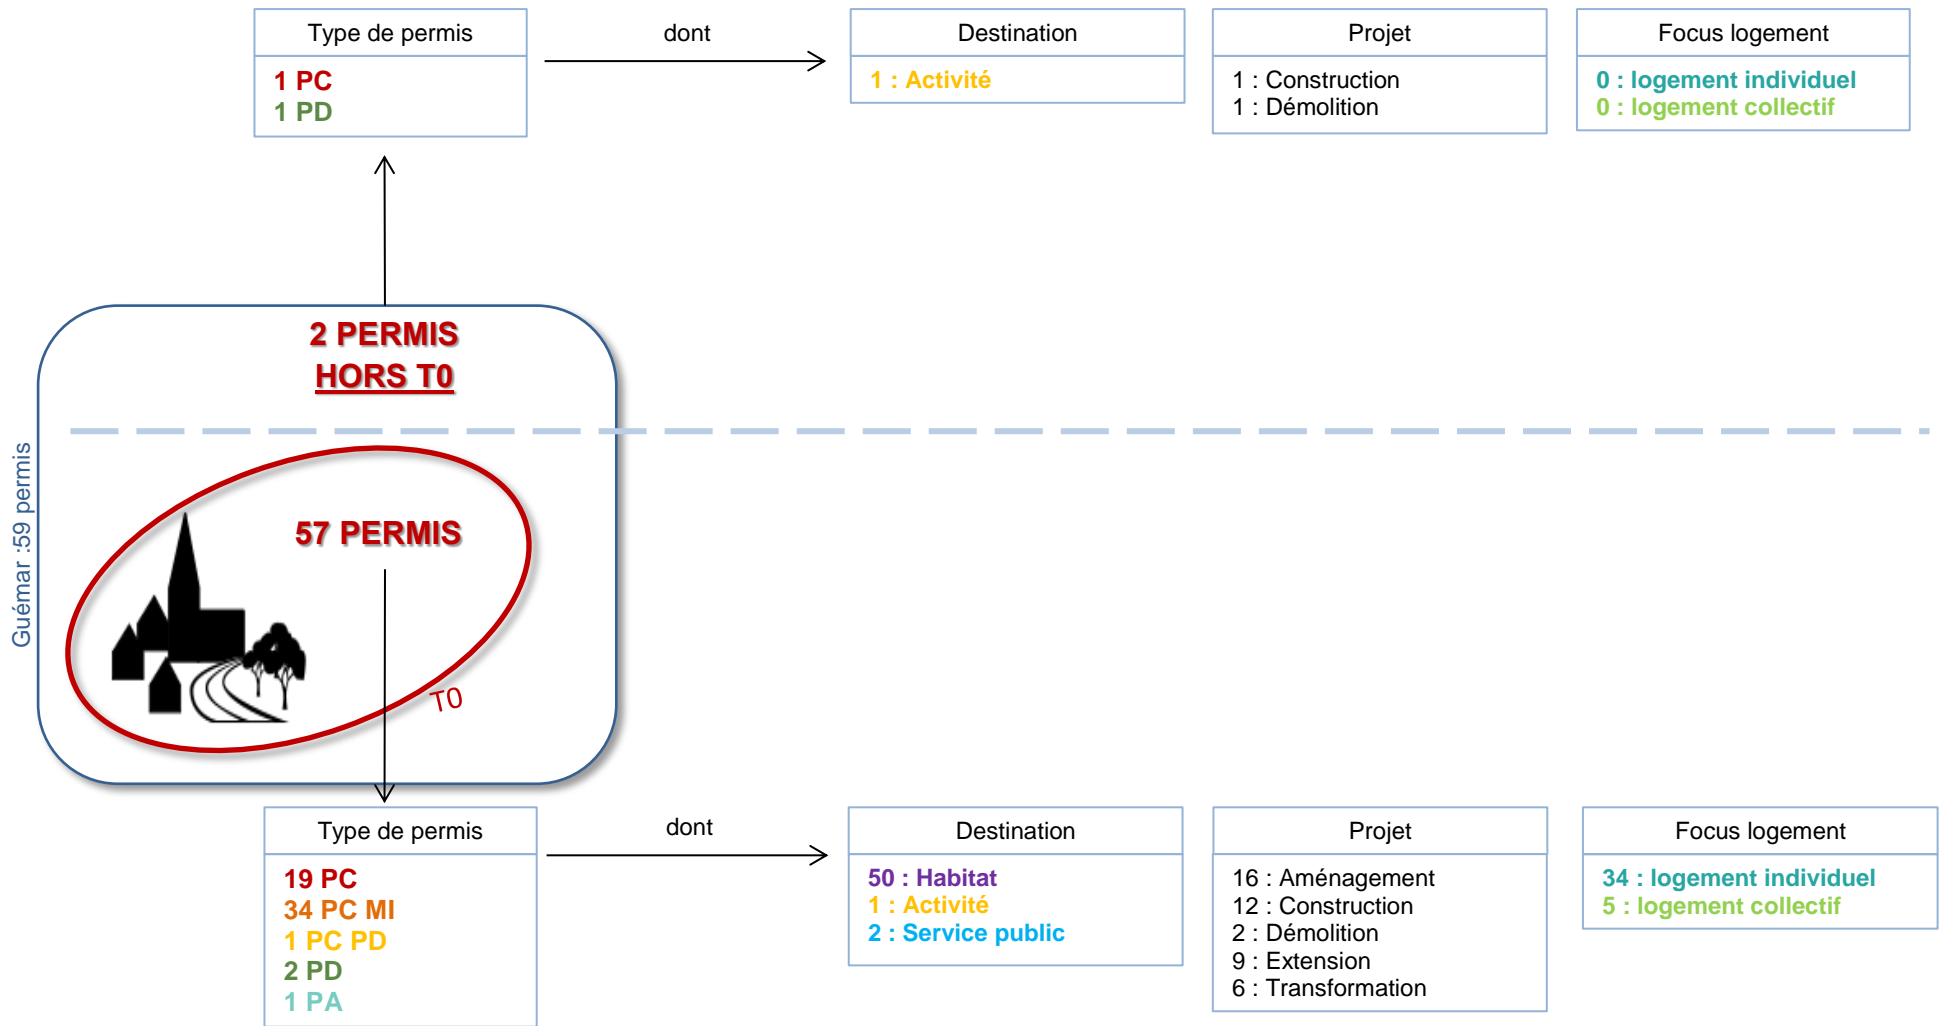 Type de permis
1 PC
1 PD
dont
Destination
1 : Activité
Projet
1 : Construction
1 : Démolition
Focus logement
0 : logement individuel
0 : logement collectif
2 PERMIS
HORS T0
Guémar :59 permis
57 PERMIS
T0
Type de permis
19 PC
34 PC MI
1 PC PD
2 PD
1 PA
dont
Destination
50 : Habitat
1 : Activité
2 : Service public
Projet
16 : Aménagement
12 : Construction
2 : Démolition
9 : Extension
6 : Transformation
Focus logement
34 : logement individuel
5 : logement collectif